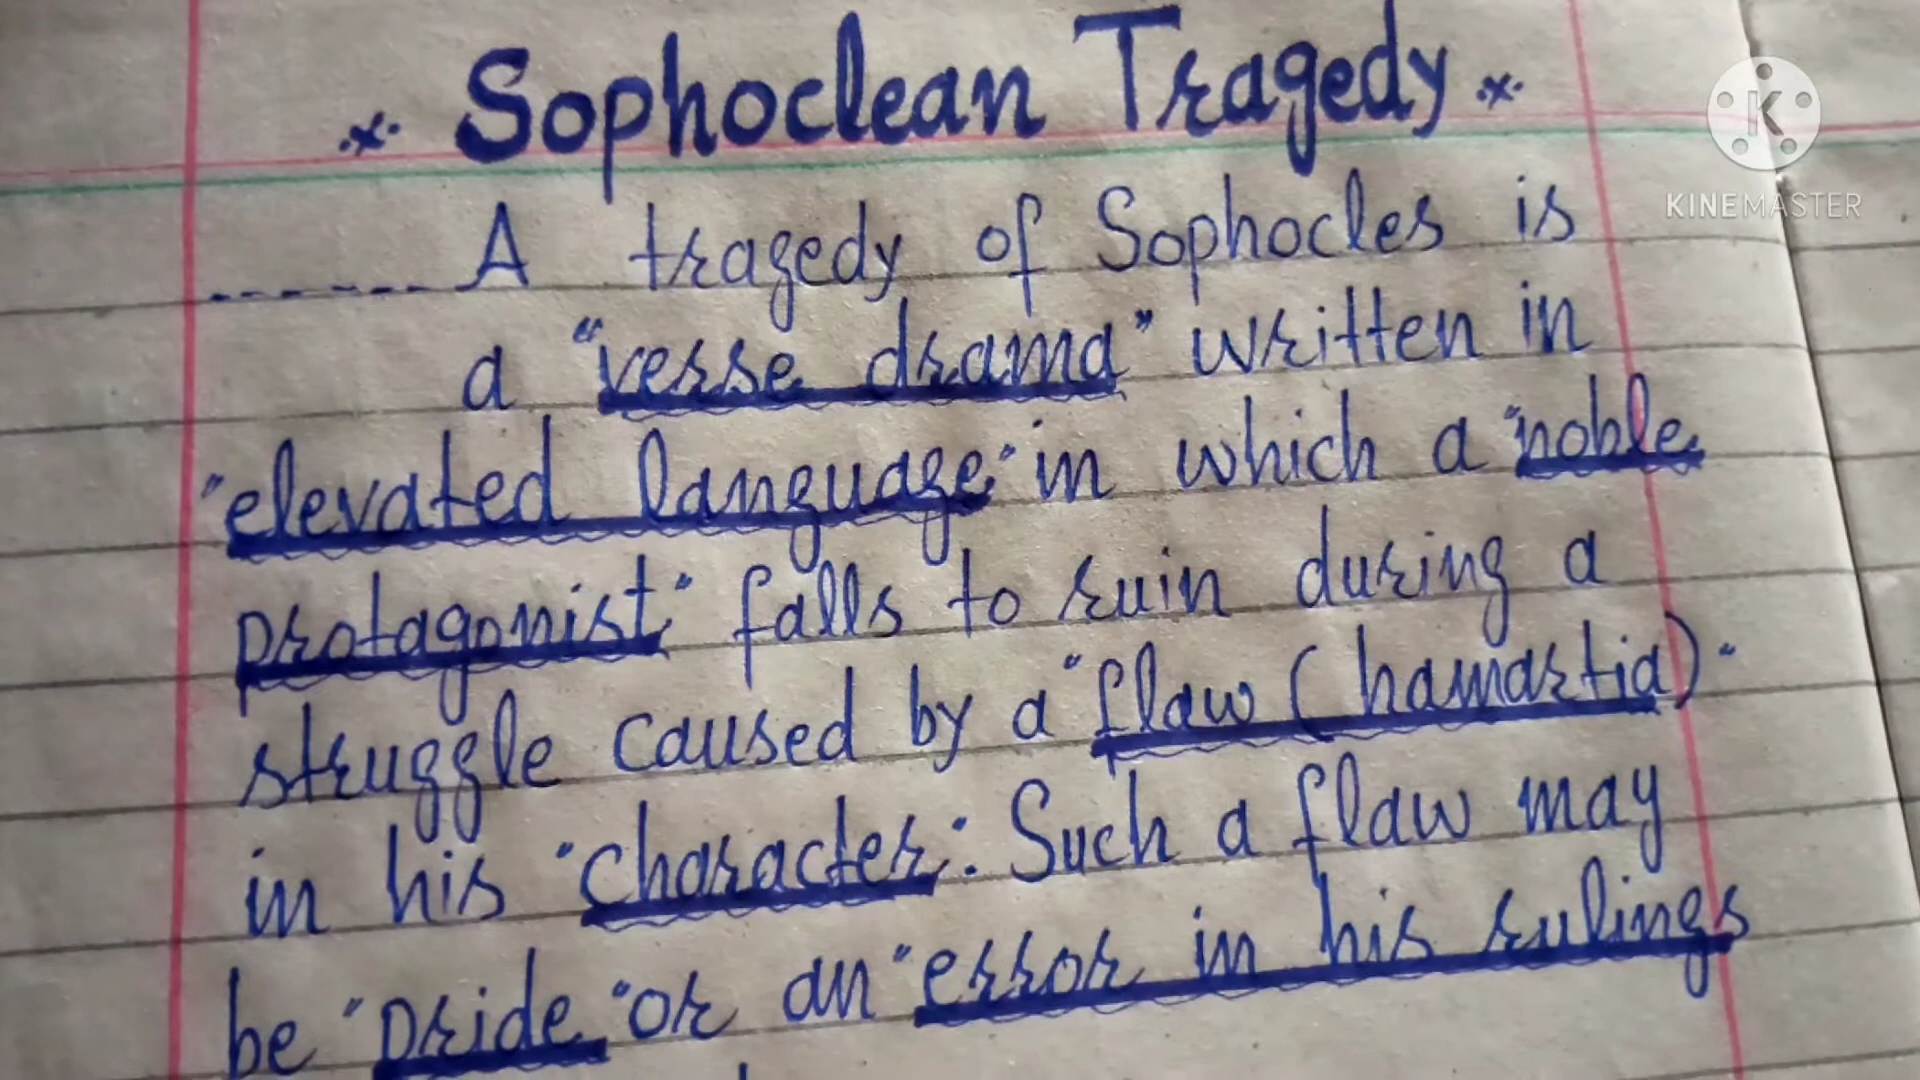 Sophoclean Tragedy
A tragedy of Sophocles is
a "verse drama" written in
"elevated language" in which a "noble
protagonist" falls to ruin during a
struggle caused by a "flaw (hamartia)"
in his "character". Such a flaw may
be "pride" or an "error in his rulings
K
KINEMASTER